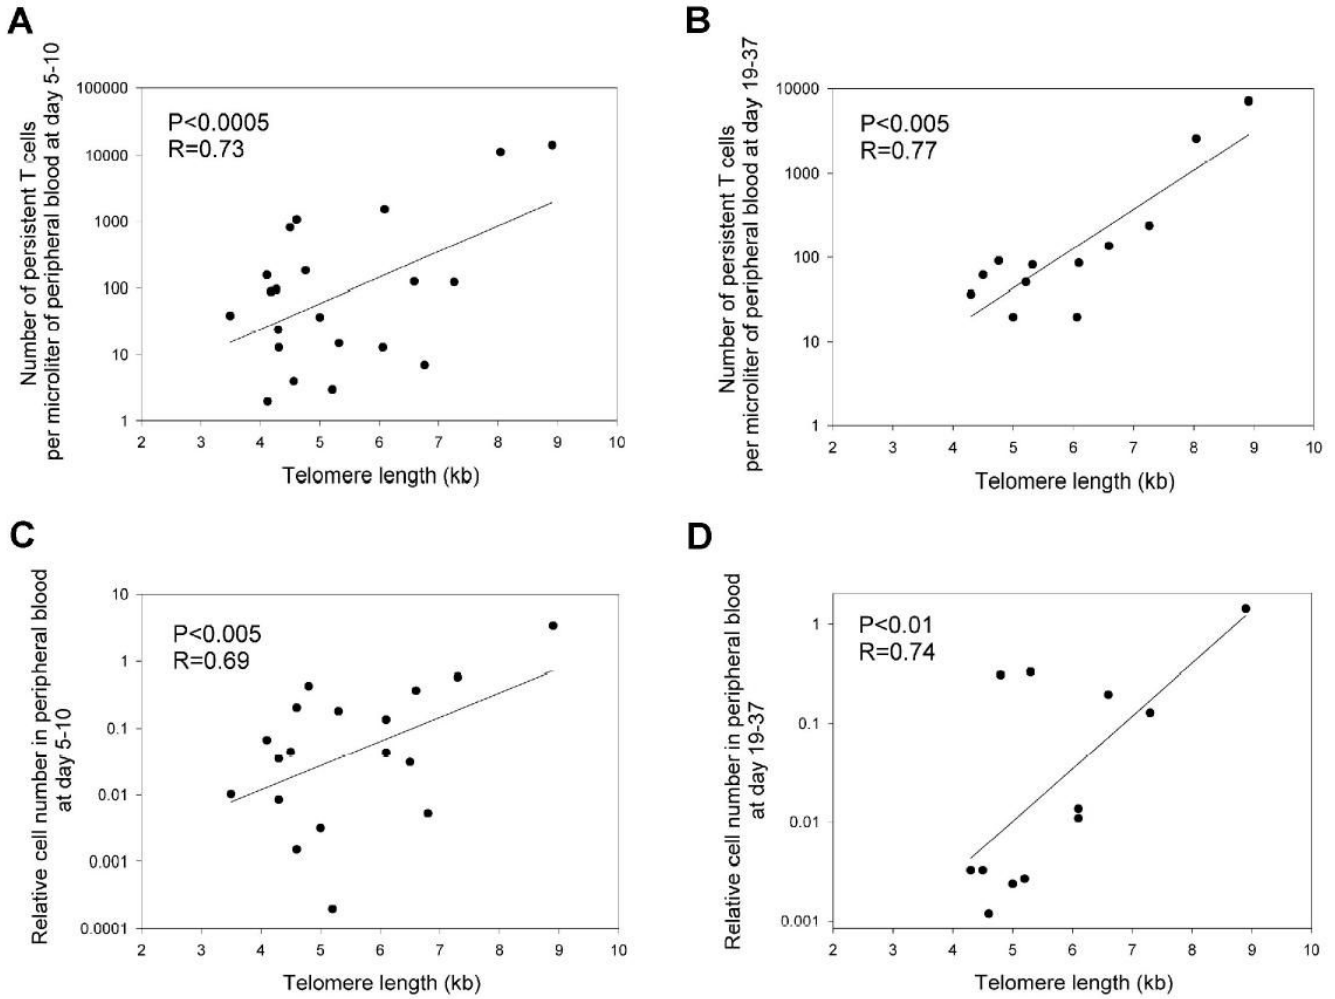 A
Number of persistent T cells
per microliter of peripheral blood at day 5-10
100000
10000
1000
100
10
1
P<0.0005
R=0.73
2 3 4 5 6 7 8 9 10
Telomere length (kb)
B
Number of persistent T cells
per microliter of peripheral blood at day 19-37
10000
1000
100
10
1
P<0.005
R=0.77
2 3 4 5 6 7 8 9 10
Telomere length (kb)
C
Relative cell number in peripheral blood
at day 5-10
10
1
0.1
0.01
0.001
0.0001
P<0.005
R=0.69
2 3 4 5 6 7 8 9 10
Telomere length (kb)
D
Relative cell number in peripheral blood
at day 19-37
1
0.1
0.01
0.001
P<0.01
R=0.74
2 3 4 5 6 7 8 9 10
Telomere length (kb)